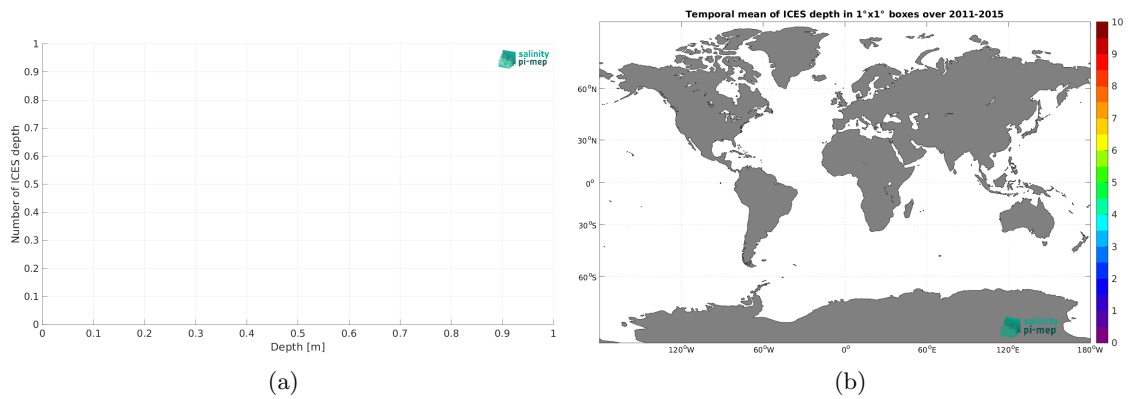 1
0.9
0.8
0.7
0.6
0.5
0.4
0.3
0.2
0.1
0
Number of ICES depth
0 0.1 0.2 0.3 0.4 0.5 0.6 0.7 0.8 0.9 1
Depth [m]
salinity
pi-mep
(a)
Temporal mean of ICES depth in 1°x1° boxes over 2011-2015
60°N
30°N
0°
30°S
60°S
120°W 60°W 0° 60°E 120°E 180°W
salinity
pi-mep
10
9
8
7
6
5
4
3
2
1
0
(b)